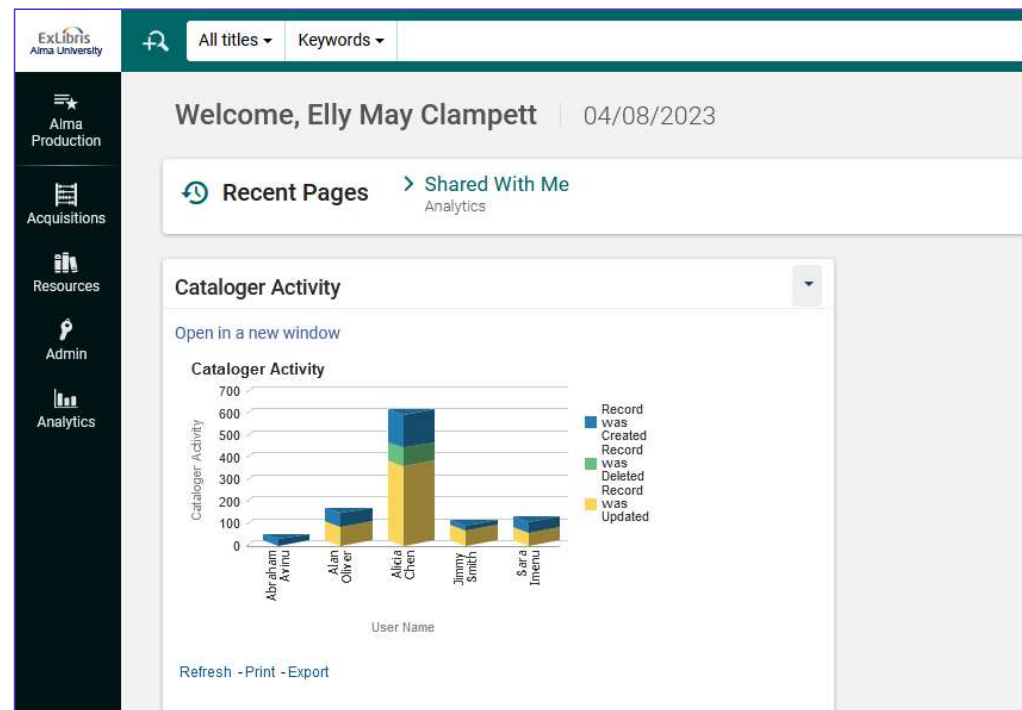 ExLibris
Alma University
All titles
Keywords
Alma
Production
Acquisitions
Resources
Admin
Analytics
Welcome, Elly May Clampett
04/08/2023
Recent Pages
Shared With Me
Analytics
Cataloger Activity
Open in a new window
Cataloger Activity
700
600
500
400
300
200
100
0
Cataloger Activity
Abraham
Avinu
Alan
Oliver
Alicia
Chen
Jimmy
Smith
Sara
Imenu
User Name
Record
was
Created
Record
was
Deleted
Record
was
Updated
Refresh - Print - Export